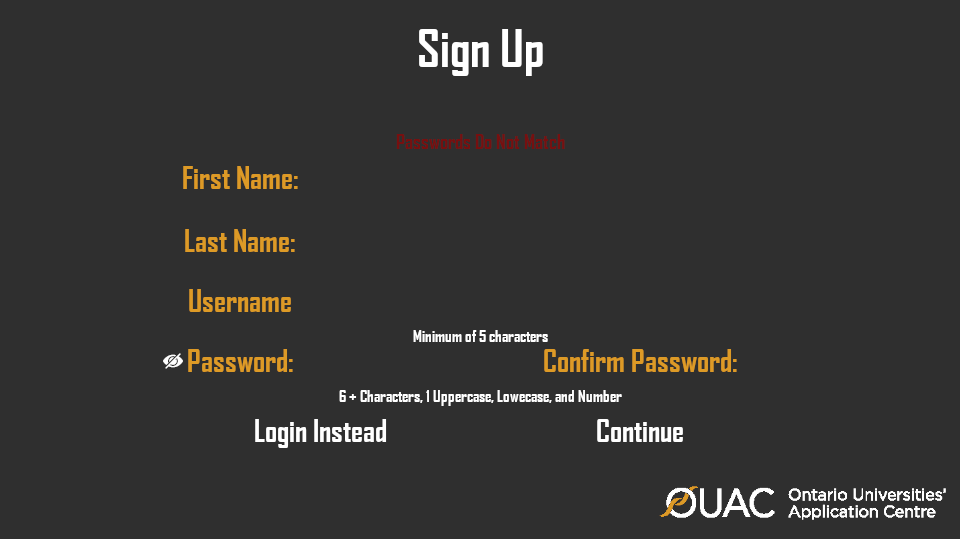 Sign Up
Passwords Do Not Match
First Name:
Last Name:
Username
Minimum of 5 characters
Password:
Confirm Password:
6 + Characters, 1 Uppercase, Lowecase, and Number
Login Instead
Continue
OUAC
Ontario Universities'
Application Centre